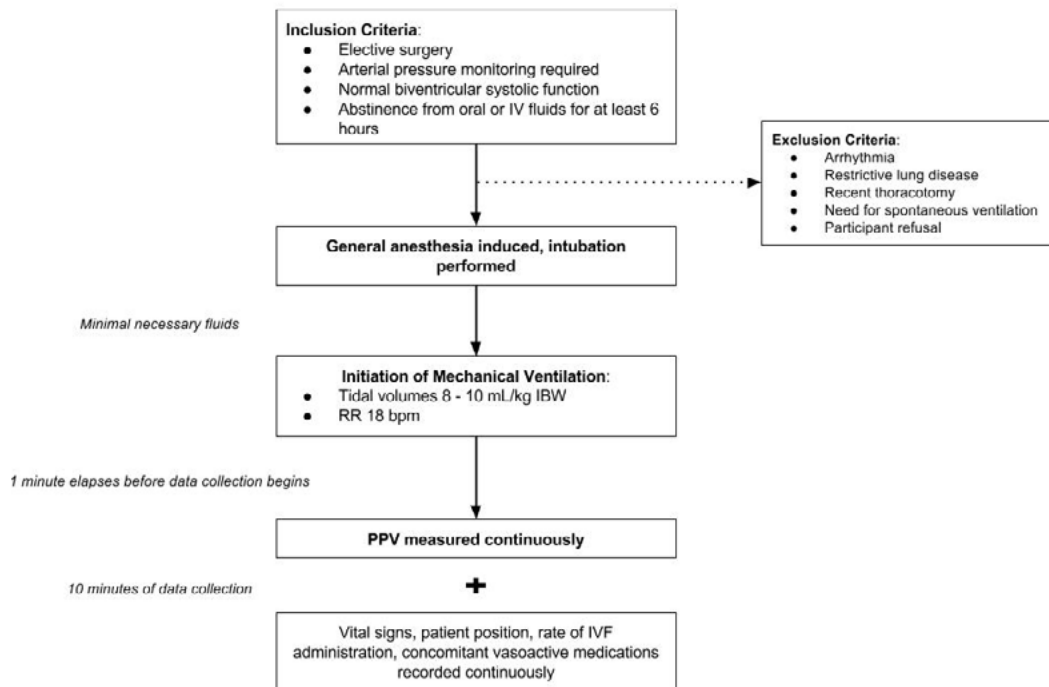 Inclusion Criteria:
● Elective surgery
● Arterial pressure monitoring required
● Normal biventricular systolic function
● Abstinence from oral or IV fluids for at least 6
hours
Exclusion Criteria:
● Arrhythmia
● Restrictive lung disease
● Recent thoracotomy
● Need for spontaneous ventilation
● Participant refusal
General anesthesia induced, intubation
performed
Minimal necessary fluids
Initiation of Mechanical Ventilation:
● Tidal volumes 8 - 10 mL/kg IBW
● RR 18 bpm
1 minute elapses before data collection begins
PPV measured continuously
+
10 minutes of data collection
Vital signs, patient position, rate of IVF
administration, concomitant vasoactive medications
recorded continuously